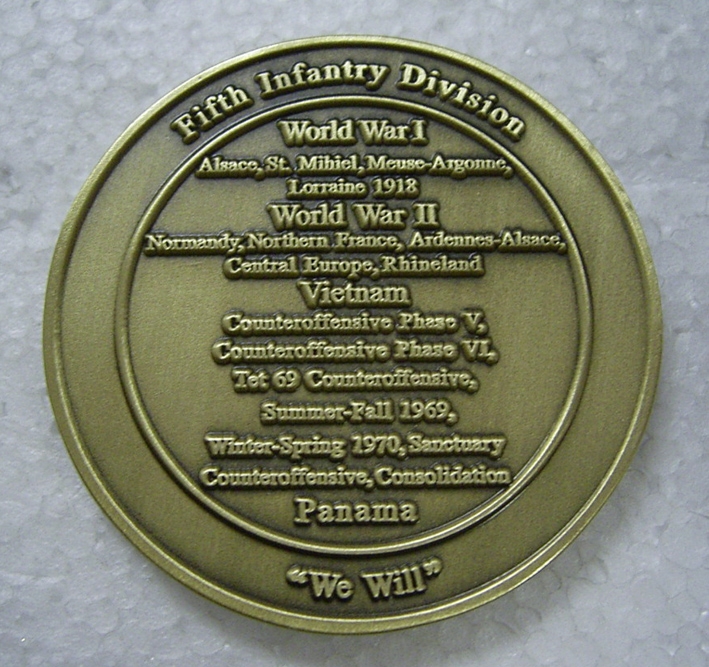 Fifth Infantry Division
World War I
Alsace, St. Mihiel, Meuse-Argonne,
Lorraine 1918
World War II
Normandy, Northern France, Ardennes-Alsace,
Central Europe, Rhineland
Vietnam
Counteroffensive Phase V,
Counteroffensive Phase VI,
Tet 69 Counteroffensive,
Summer-Fall 1969,
Winter-Spring 1970, Sanctuary
Counteroffensive, Consolidation
Panama
“We Will”